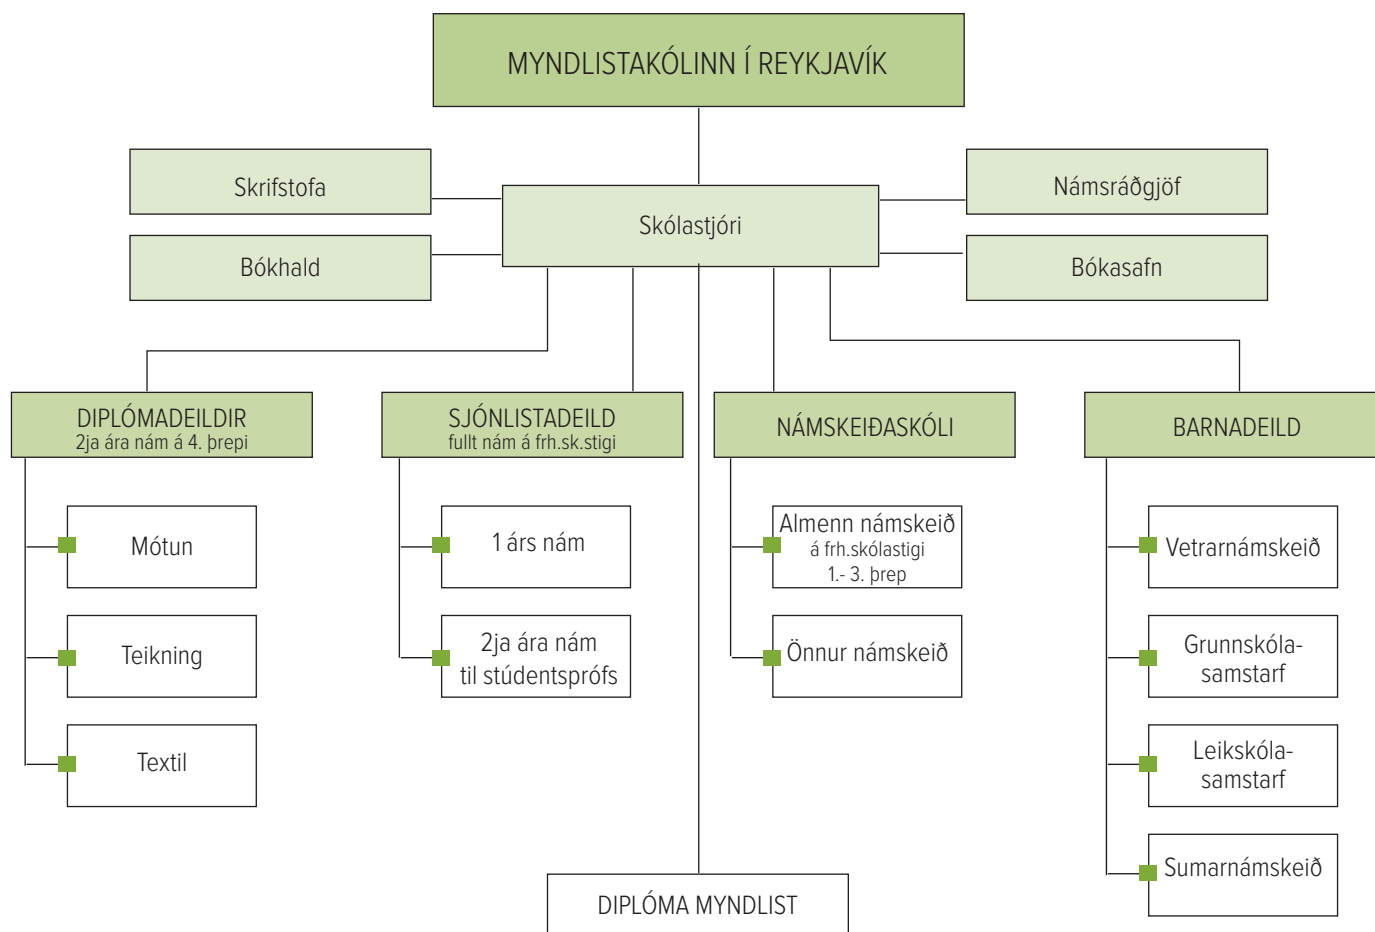 MYNDLISTAKÓLINN Í REYKJAVÍK
Skrifstofa
Námsráðgjöf
Skólastjóri
Bókhald
Bókasafn
DIPLÓMADEILDIR
2ja ára nám á 4. þrepi
SJÓNLISTADEILD
fullt nám á frh.sk.stigi
NÁMSKEIÐASKÓLI
BARNADEILD
Mótun
Teikning
Textil
1 árs nám
2ja ára nám
til stúdentsprófs
Almenn námskeið
á frh.skólastigi
1.- 3. þrep
Önnur námskeið
Vetrarnámskeið
Grunnskóla-
samstarf
Leikskóla-
samstarf
Sumarnámskeið
DIPLÓMA MYNDLIST